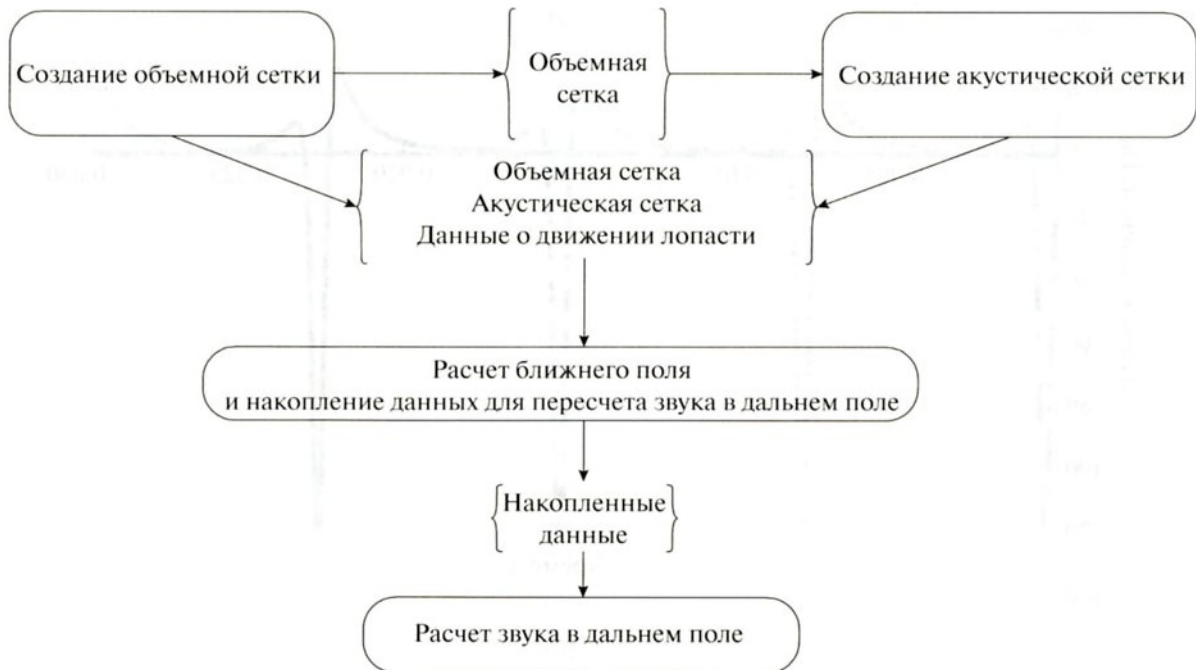 Создание объемной сетки
Объемная
сетка
Создание акустической сетки
Объемная сетка
Акустическая сетка
Данные о движении лопасти
Расчет ближнего поля
и накопление данных для пересчета звука в дальнем поле
Накопленные
данные
Расчет звука в дальнем поле